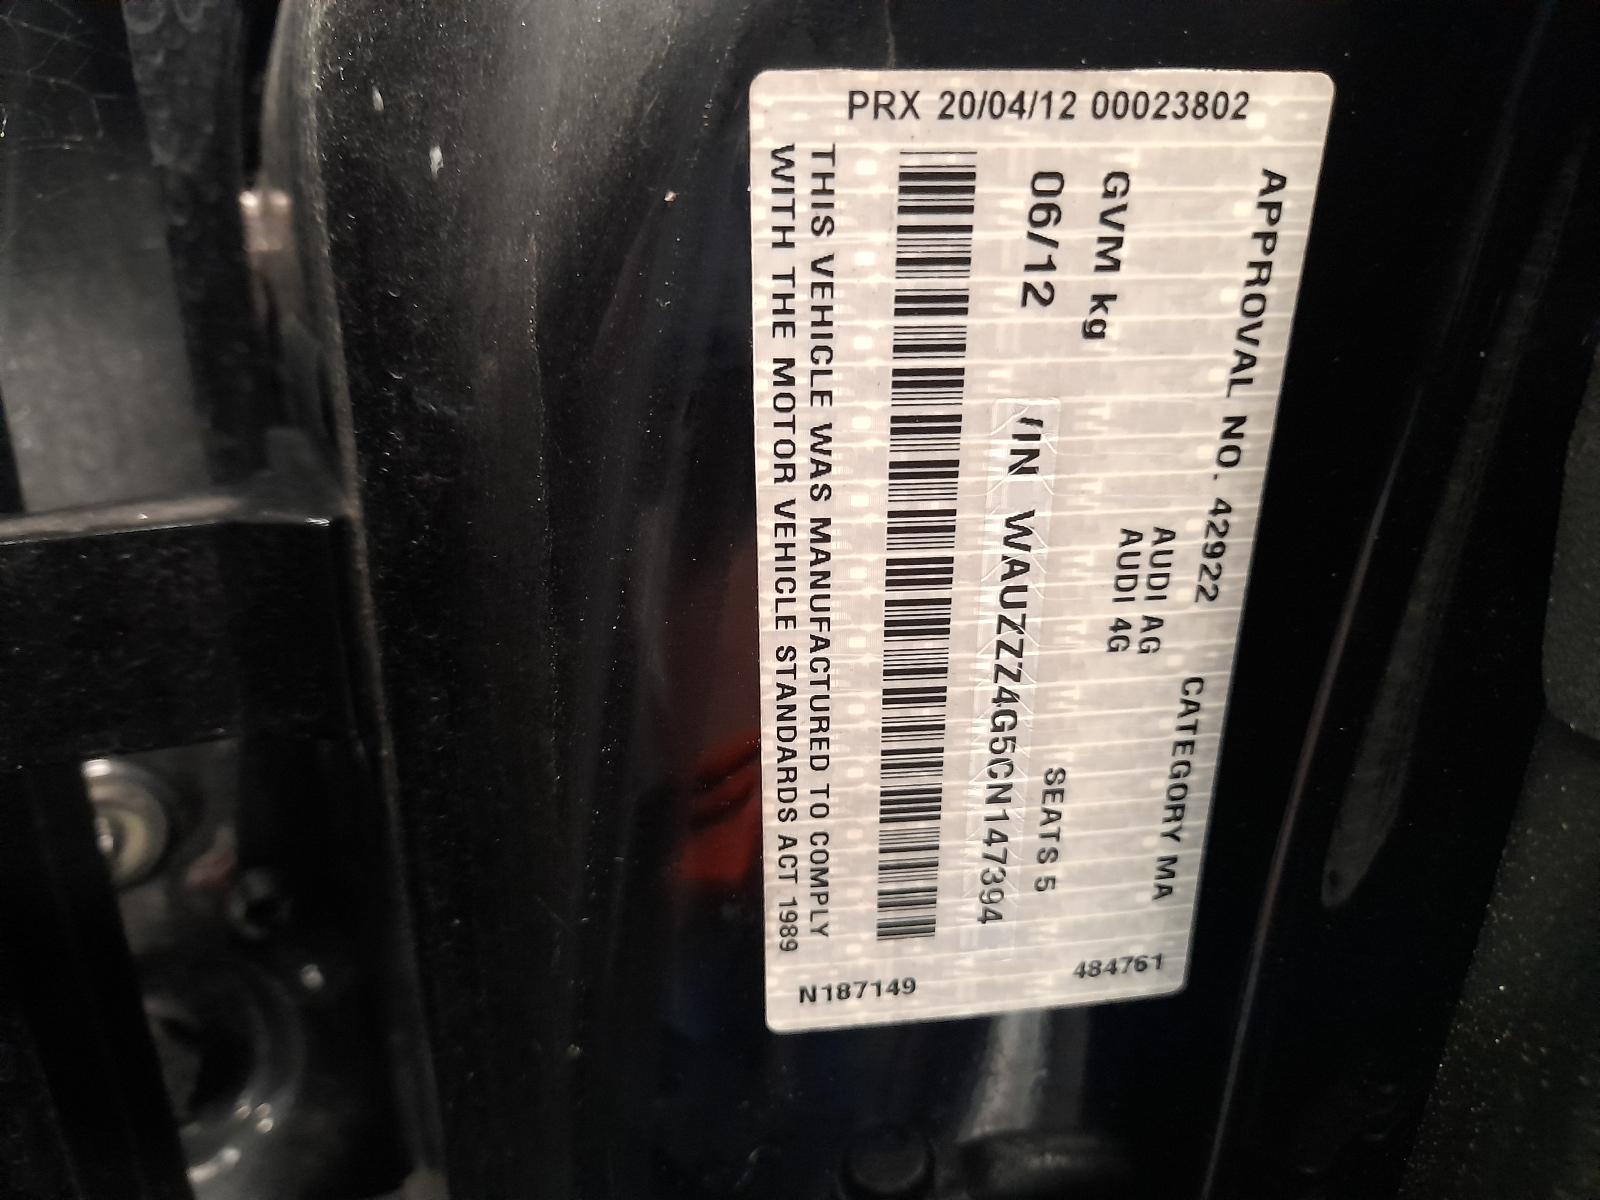 PRX 20/04/12 00023802
APPROVAL NO. 42922 CATEGORY MA
AUDI AG
AUDI 4G
GVM kg
SEATS 5
06/12
VIN WAUZZZ4G5CN147394
THIS VEHICLE WAS MANUFACTURED TO COMPLY
WITH THE MOTOR VEHICLE STANDARDS ACT 1989
484761
N187149